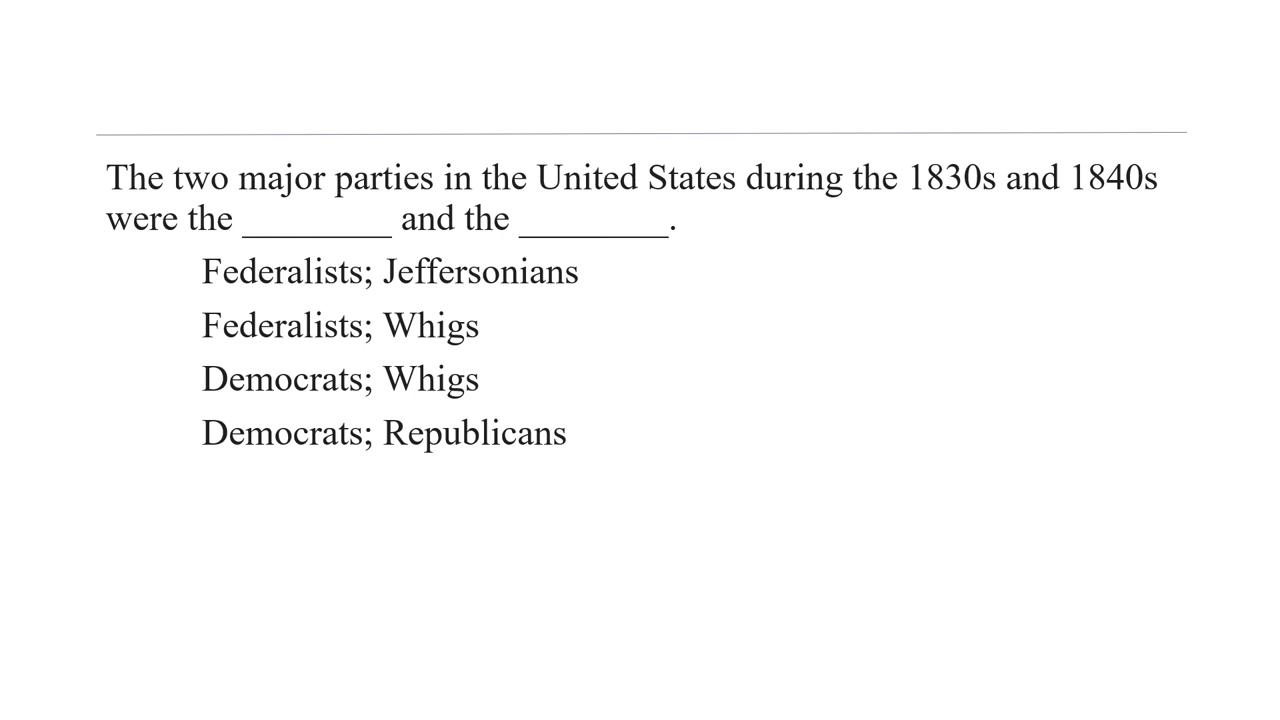 The two major parties in the United States during the 1830s and 1840s
were the ________ and the ________.
Federalists; Jeffersonians
Federalists; Whigs
Democrats; Whigs
Democrats; Republicans